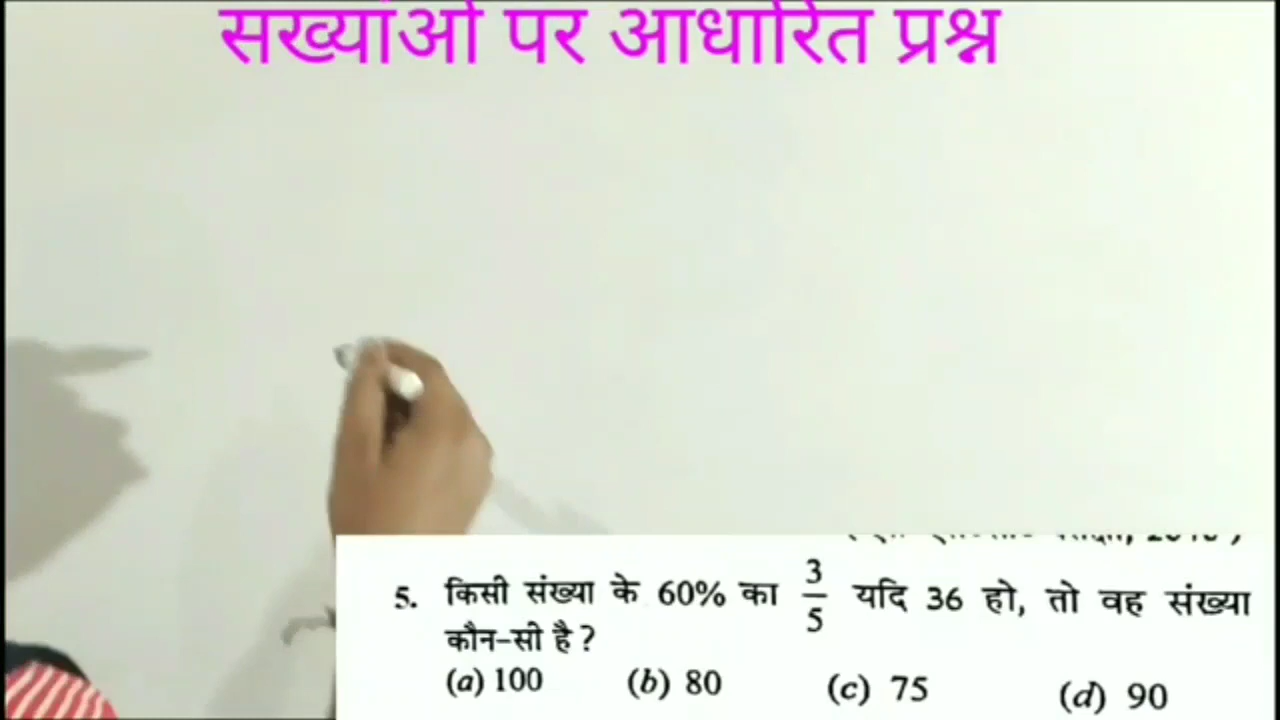 सख्याओ पर आधारित प्रश्न
5. किसी संख्या के 60% का 3/5 यदि 36 हो, तो वह संख्या
कौन-सी है?
(a) 100 (b) 80 (c) 75 (d) 90